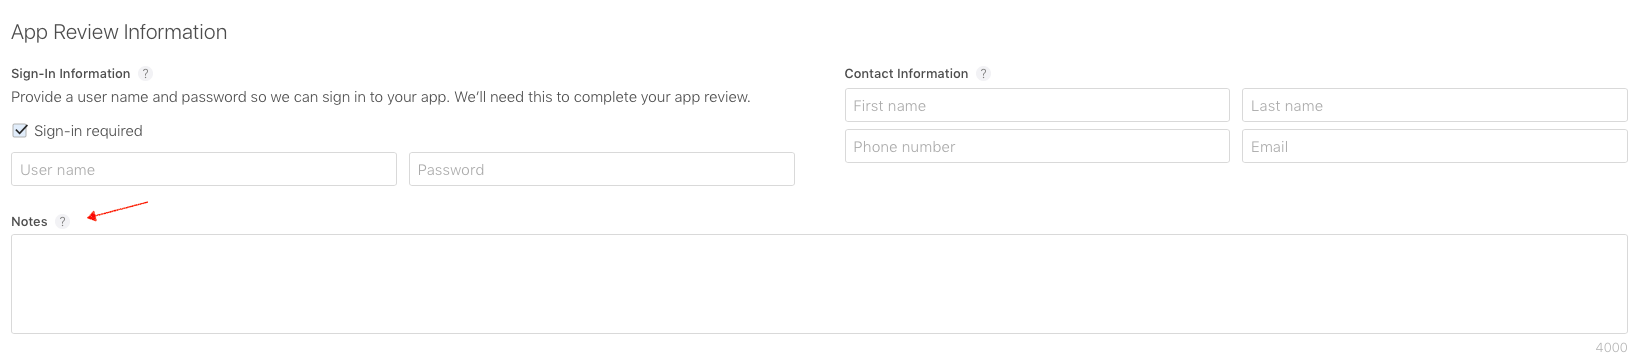 App Review Information
Sign-In Information ?
Provide a user name and password so we can sign in to your app. We'll need this to complete your app review.
Sign-in required
User name
Password
Contact Information ?
First name
Last name
Phone number
Email
Notes ?
4000